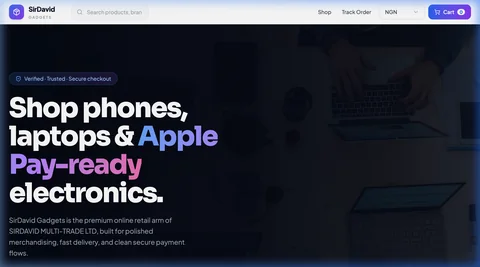 SirDavid
GADGETS
Search products, bran
Shop
Track Order
NGN
Cart 0
Verified · Trusted · Secure checkout
Shop phones,
laptops & Apple
Pay-ready
electronics.
SirDavid Gadgets is the premium online retail arm of
SIRDAVID MULTI-TRADE LTD, built for polished
merchandising, fast delivery, and clean secure payment
flows.